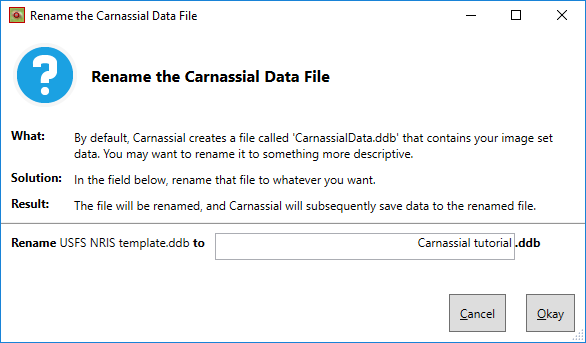 Rename the Carnassial Data File
Rename the Carnassial Data File
What: By default, Carnassial creates a file called 'CarnassialData.ddb' that contains your image set
data. You may want to rename it to something more descriptive.
Solution: In the field below, rename that file to whatever you want.
Result: The file will be renamed, and Carnassial will subsequently save data to the renamed file.
Rename USFS NRIS template.ddb to Carnassial tutorial .ddb
Cancel Okay